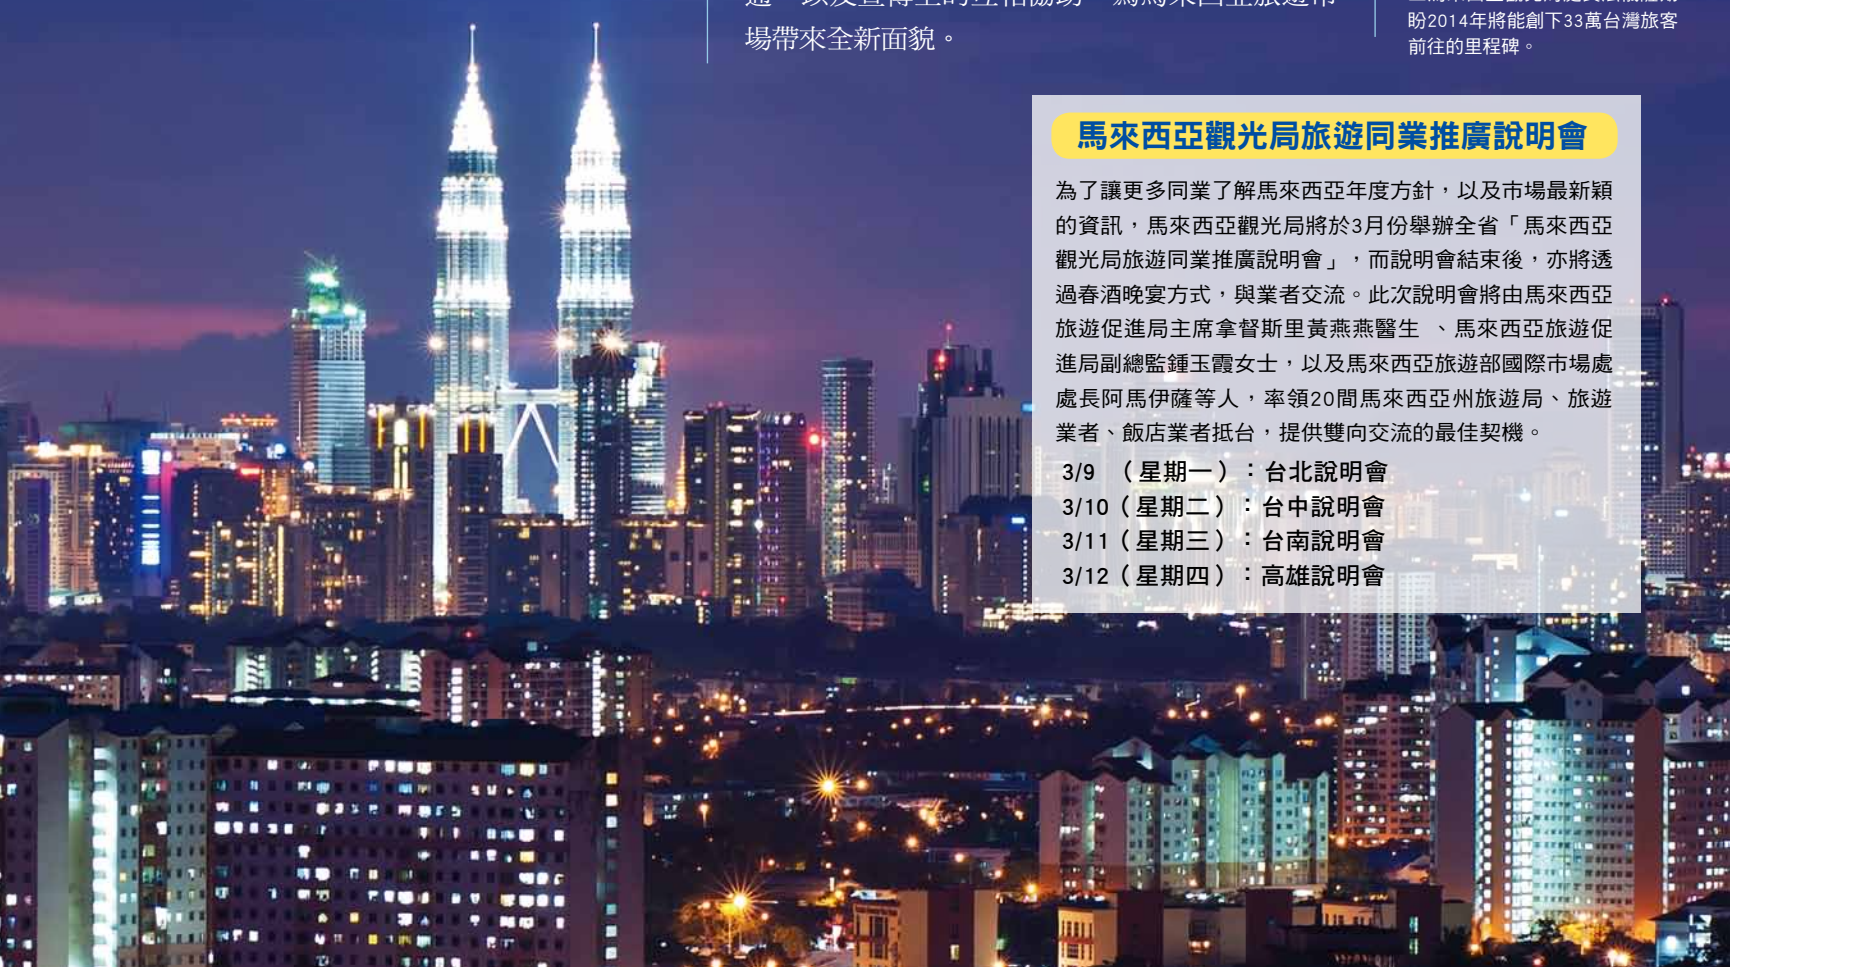 場帶來全新面貌。
盼2014年將能創下33萬台灣旅客
前往的里程碑。
馬來西亞觀光局旅遊同業推廣說明會
為了讓更多同業了解馬來西亞年度方針，以及市場最新穎
的資訊，馬來西亞觀光局將於3月份舉辦全省「馬來西亞
觀光局旅遊同業推廣說明會」，而說明會結束後，亦將透
過春酒晚宴方式，與業者交流。此次說明會將由馬來西亞
旅遊促進局主席拿督斯里黃燕燕醫生 、馬來西亞旅遊促
進局副總監鍾玉霞女士，以及馬來西亞旅遊部國際市場處
處長阿馬伊薩等人，率領20間馬來西亞州旅遊局、旅遊
業者、飯店業者抵台，提供雙向交流的最佳契機。
3/9 （星期一）：台北說明會
3/10（星期二）：台中說明會
3/11（星期三）：台南說明會
3/12（星期四）：高雄說明會